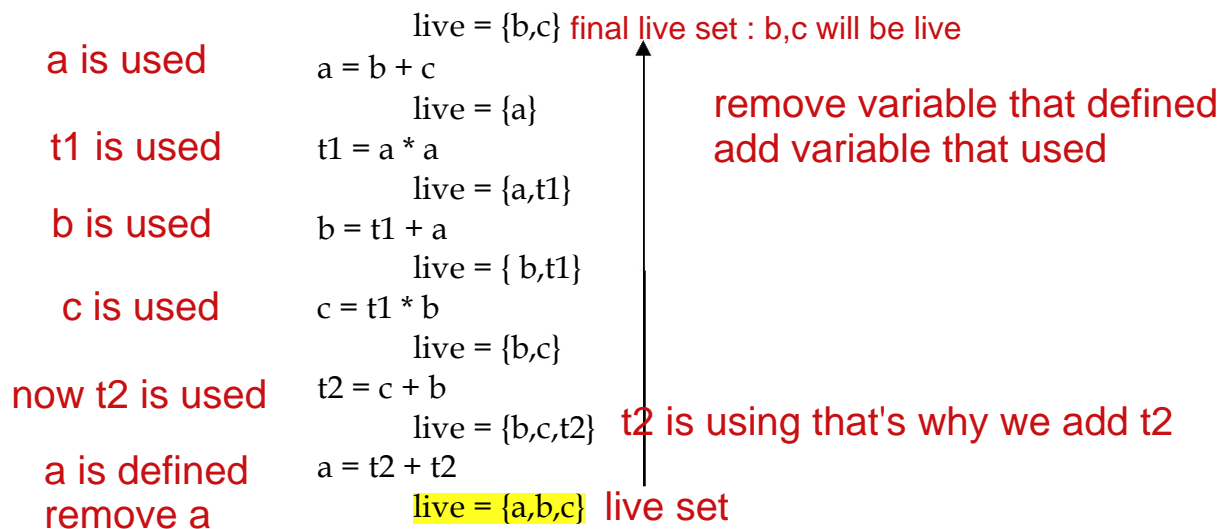 live = {b,c} final live set : b,c will be live
a is used a = b + c
live = {a} remove variable that defined
t1 is used t1 = a * a add variable that used
live = {a,t1}
b is used b = t1 + a
live = { b,t1}
c is used c = t1 * b
live = {b,c}
now t2 is used t2 = c + b
live = {b,c,t2} t2 is using that's why we add t2
a is defined a = t2 + t2
remove a live = {a,b,c} live set